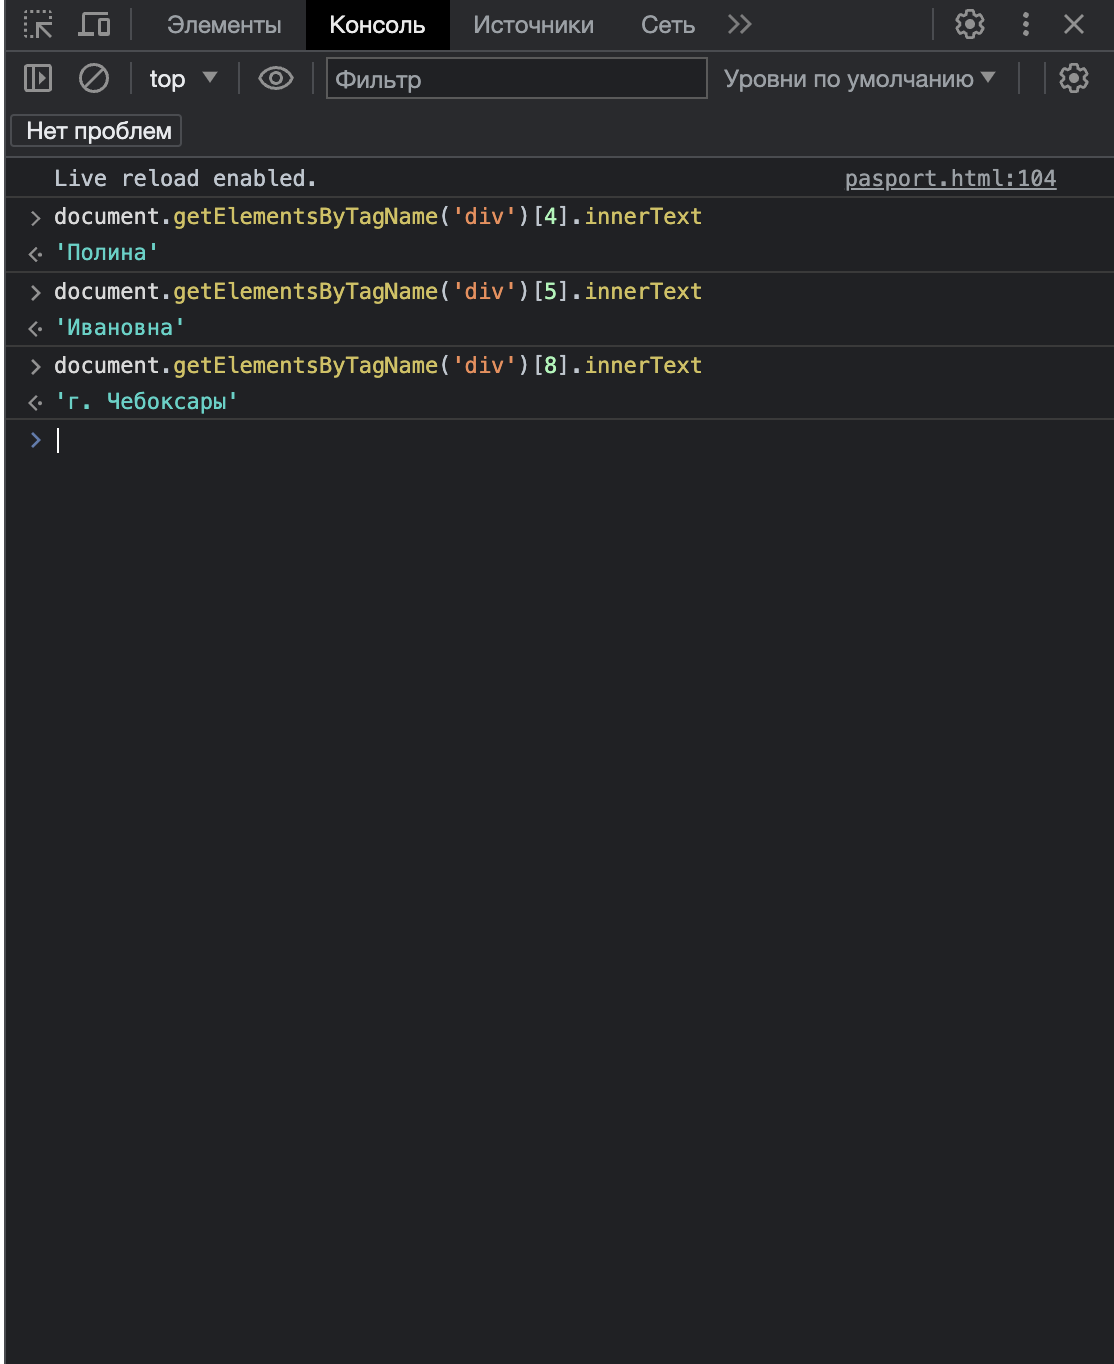 Элементы Консоль Источники Сеть
top Фильтр Уровни по умолчанию
Нет проблем
Live reload enabled. pasport.html:104
document.getElementsByTagName('div')[4].innerText
'Полина'
document.getElementsByTagName('div')[5].innerText
'Ивановна'
document.getElementsByTagName('div')[8].innerText
'г. Чебоксары'